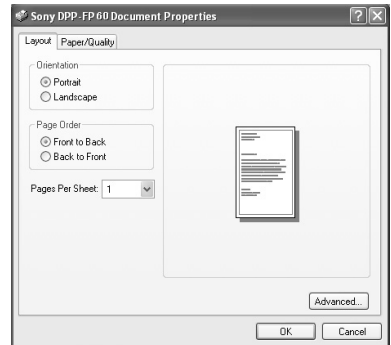 Sony DPP-FP60 Document Properties
Layout
Paper/Quality
Orientation
Portrait
Landscape
Page Order
Front to Back
Back to Front
Pages Per Sheet: 1
Advanced...
OK
Cancel